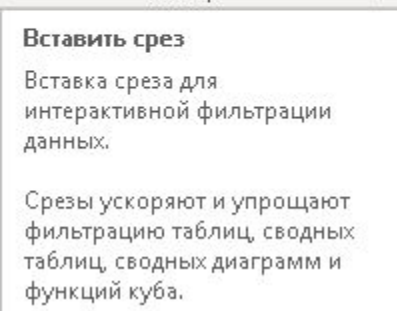 Вставить срез
Вставка среза для
интерактивной фильтрации
данных.
Срезы ускоряют и упрощают
фильтрацию таблиц, сводных
таблиц, сводных диаграмм и
функций куба.